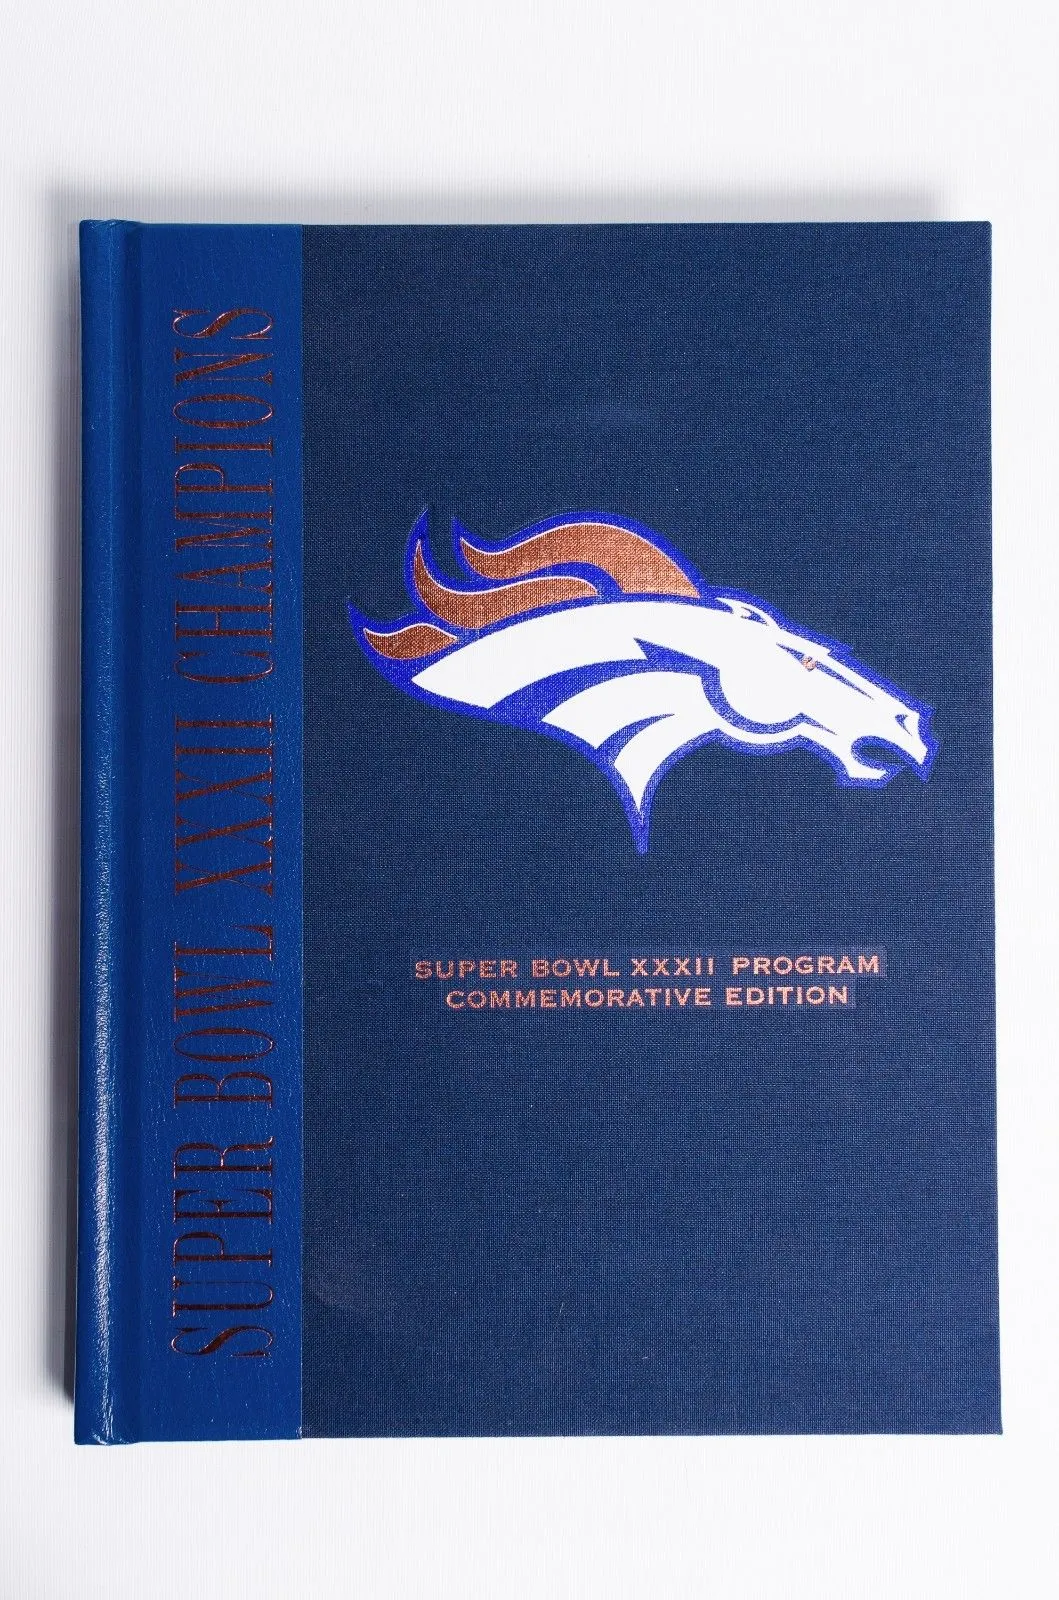 SUPER BOWL XXXII CHAMPIONS
SUPER BOWL XXXII PROGRAM
COMMEMORATIVE EDITION